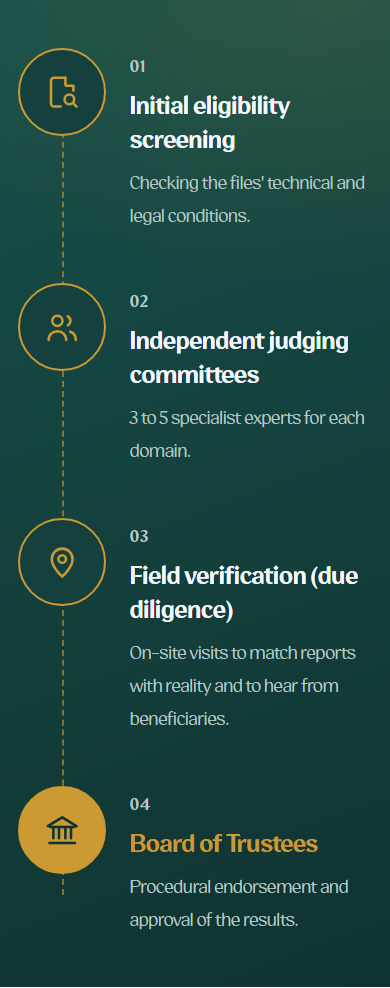 01
Initial eligibility
screening
Checking the files' technical and
legal conditions.
02
Independent judging
committees
3 to 5 specialist experts for each
domain.
03
Field verification (due
diligence)
On-site visits to match reports
with reality and to hear from
beneficiaries.
04
Board of Trustees
Procedural endorsement and
approval of the results.